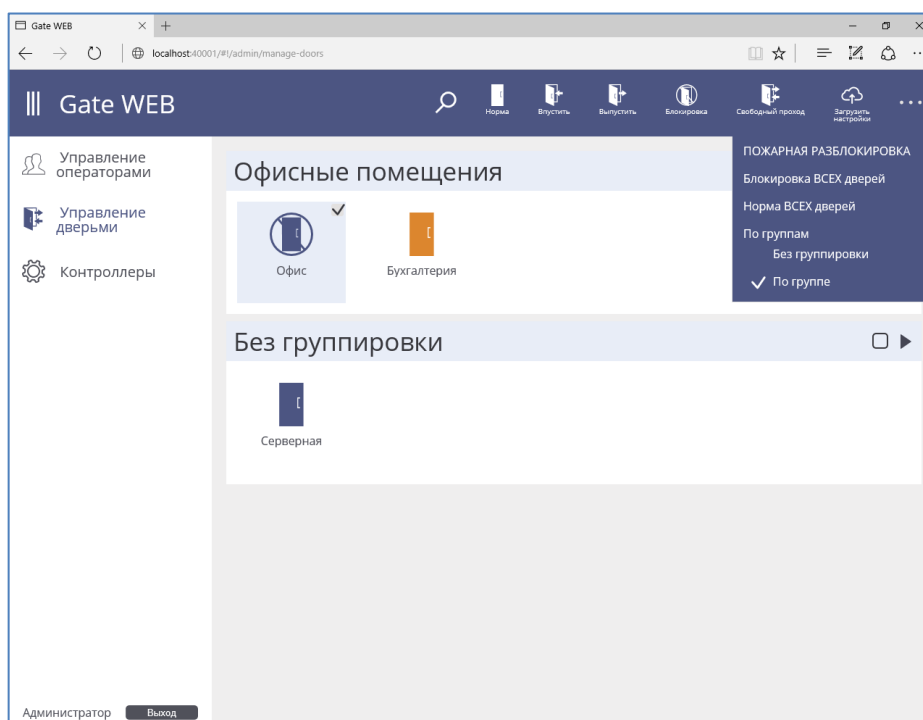 Gate WEB
localhost:40001/#!/admin/manage-doors
Gate WEB
Норма
Впустить
Выпустить
Блокировка
Свободный проход
Загрузить
настройки
Управление
операторами
Управление
дверьми
Контроллеры
Офисные помещения
Офис
Бухгалтерия
ПОЖАРНАЯ РАЗБЛОКИРОВКА
Блокировка ВСЕХ дверей
Норма ВСЕХ дверей
По группам
Без группировки
По группе
Без группировки
Серверная
Администратор
Выход